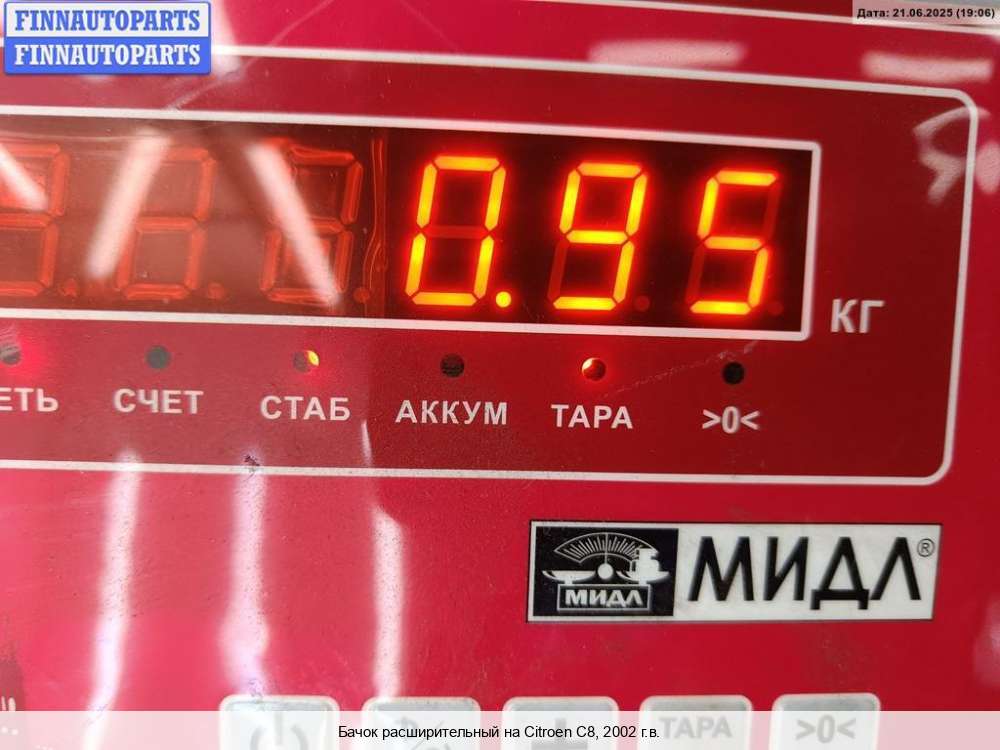 FINNAUTOPARTS
FINNAUTOPARTS
Дата: 21.06.2025 (19:06)
0.95
КГ
СЧЕТ
СТАБ
АККУМ
ТАРА
>0<
МИДЛ
МИДЛ®
ТАРА
>0<
Бачок расширительный на Citroen C8, 2002 г.в.